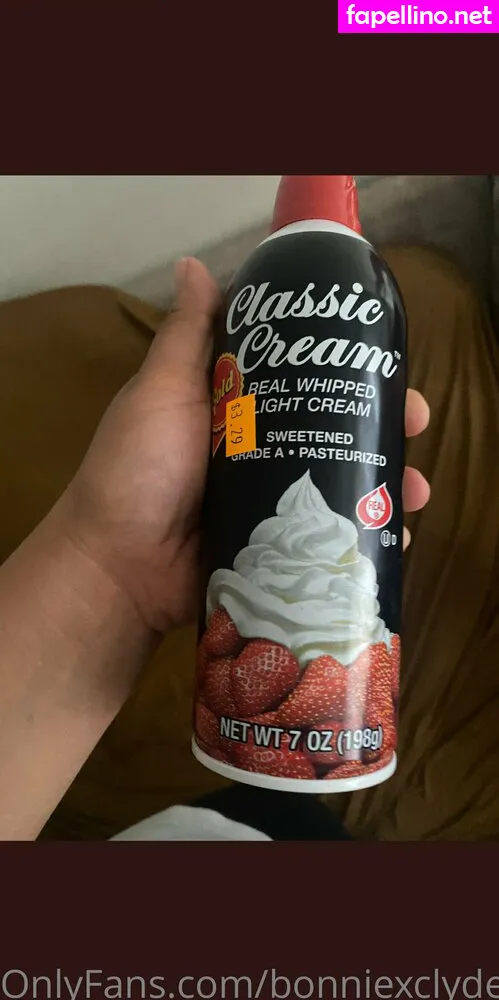 fapellino.net
Classic
Cream™
REAL WHIPPED
LIGHT CREAM
$3.29
SWEETENED
GRADE A • PASTEURIZED
REAL
®
U D
NET WT 7 OZ (198g)
OnlyFans.com/bonniexclyde